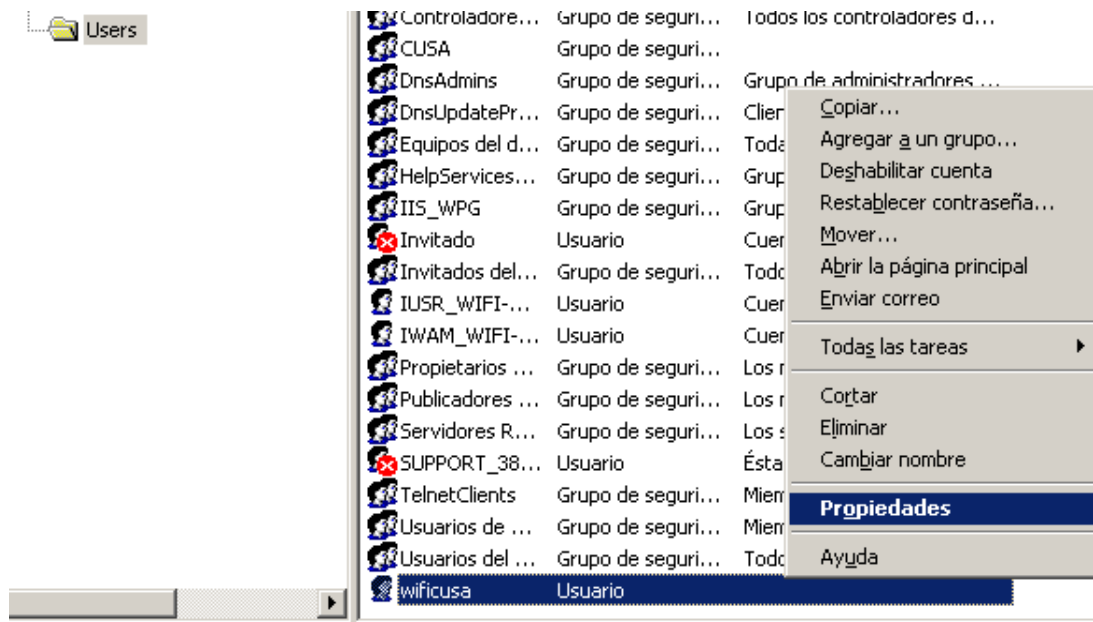 Users
Controladore... Grupo de seguri... Todos los controladores d...
CUSA Grupo de seguri...
DnsAdmins Grupo de seguri... Grupo de administradores ...
DnsUpdatePr... Grupo de seguri... Clier
Equipos del d... Grupo de seguri... Toda
HelpServices... Grupo de seguri... Grup
IIS_WPG Grupo de seguri... Grup
Invitado Usuario Cuer
Invitados del... Grupo de seguri... Todo
IUSR_WIFI-... Usuario Cuer
IWAM_WIFI-... Usuario Cuer
Propietarios ... Grupo de seguri... Los r
Publicadores ... Grupo de seguri... Los r
Servidores R... Grupo de seguri... Los s
SUPPORT_38... Usuario Ésta
TelnetClients Grupo de seguri... Miem
Usuarios de ... Grupo de seguri... Miem
Usuarios del ... Grupo de seguri... Todo
wificusa Usuario
Copiar...
Agregar a un grupo...
Deshabilitar cuenta
Restablecer contraseña...
Mover...
Abrir la página principal
Enviar correo
Todas las tareas
Cortar
Eliminar
Cambiar nombre
Propiedades
Ayuda